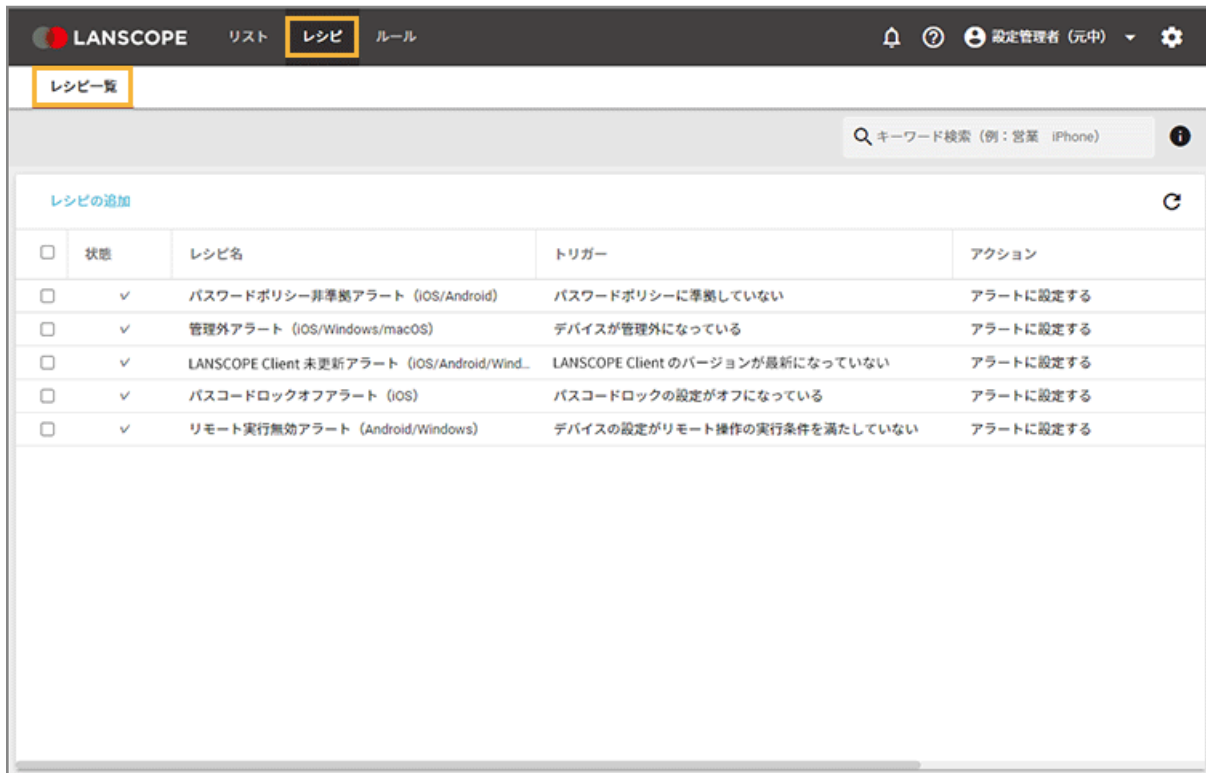 LANSCOPE リスト レシピ ルール 設定管理者（元中）
レシピ一覧
キーワード検索（例：営業 iPhone）
レシピの追加
状態 レシピ名 トリガー アクション
パスワードポリシー非準拠アラート（iOS/Android） パスワードポリシーに準拠していない アラートに設定する
管理外アラート（iOS/Windows/macOS） デバイスが管理外になっている アラートに設定する
LANSCOPE Client 未更新アラート（iOS/Android/Wind... LANSCOPE Client のバージョンが最新になっていない アラートに設定する
パスコードロックオフアラート（iOS） パスコードロックの設定がオフになっている アラートに設定する
リモート実行無効アラート（Android/Windows） デバイスの設定がリモート操作の実行条件を満たしていない アラートに設定する